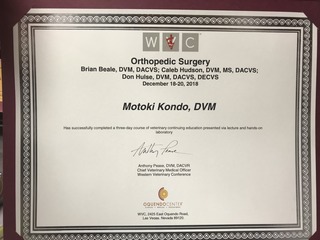 WVC
Orthopedic Surgery
Brian Beale, DVM, DACVS; Caleb Hudson, DVM, MS, DACVS;
Don Hulse, DVM, DACVS, DECVS
December 18-20, 2018
Motoki Kondo, DVM
Has successfully completed a three-day course of veterinary continuing education presented via lecture and hands-on
laboratory
Anthony Pease
Anthony Pease, DVM, DACVR
Chief Veterinary Medical Officer
Western Veterinary Conference
OQUENDO CENTER
WVC, 2425 East Oquendo Road,
Las Vegas, Nevada 89120